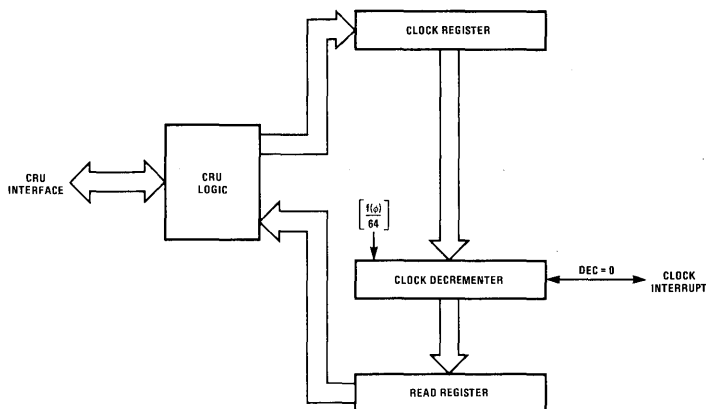 CLOCK REGISTER
CRU
INTERFACE
CRU
LOGIC
[f(φ)
64]
CLOCK DECREMENTER
DEC = 0
CLOCK
INTERRUPT
READ REGISTER